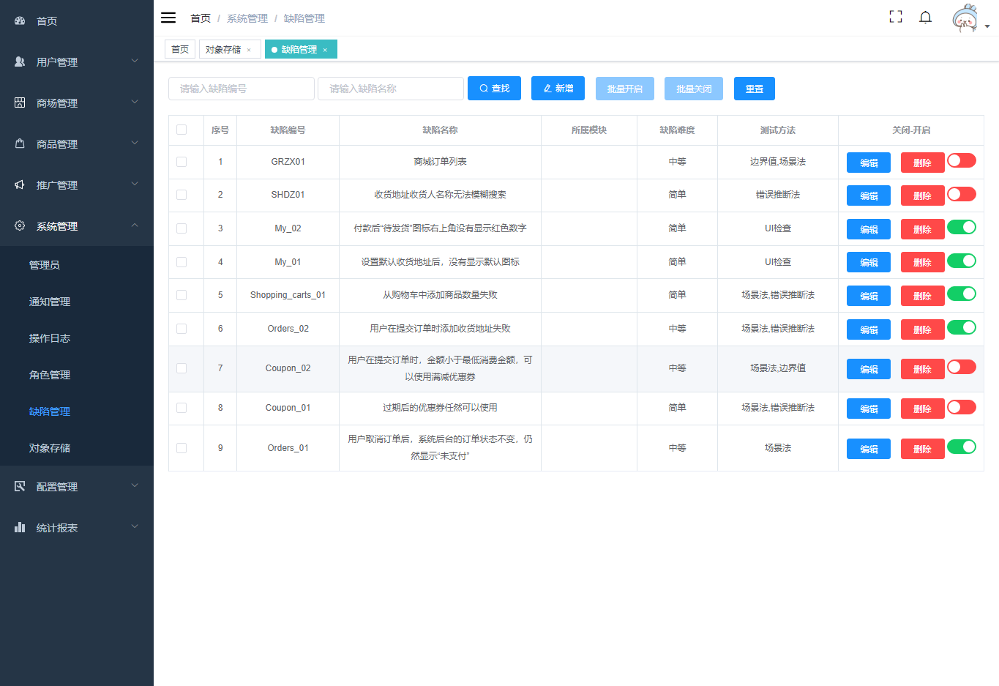 首页
用户管理
商场管理
商品管理
推广管理
系统管理
管理员
通知管理
操作日志
角色管理
缺陷管理
对象存储
配置管理
统计报表
首页 / 系统管理 / 缺陷管理
首页 对象存储 × 缺陷管理 ×
请输入缺陷编号 请输入缺陷名称 查找 新增 批量开启 批量关闭 重置
序号 缺陷编号 缺陷名称 所属模块 缺陷难度 测试方法 关闭-开启
1 GRZX01 商城订单列表 中等 边界值,场景法 编辑 删除
2 SHDZ01 收货地址收货人名称无法模糊搜索 简单 错误推断法 编辑 删除
3 My_02 付款后“待发货”图标右上角没有显示红色数字 简单 UI检查 编辑 删除
4 My_01 设置默认收货地址后，没有显示默认图标 简单 UI检查 编辑 删除
5 Shopping_carts_01 从购物车中添加商品数量失败 简单 场景法,错误推断法 编辑 删除
6 Orders_02 用户在提交订单时添加收货地址失败 中等 场景法,错误推断法 编辑 删除
7 Coupon_02 用户在提交订单时，金额小于最低消费金额，可
以使用满减优惠券 中等 场景法,边界值 编辑 删除
8 Coupon_01 过期后的优惠券任然可以使用 简单 场景法,错误推断法 编辑 删除
9 Orders_01 用户取消订单后，系统后台的订单状态不变，仍
然显示“未支付” 中等 场景法 编辑 删除